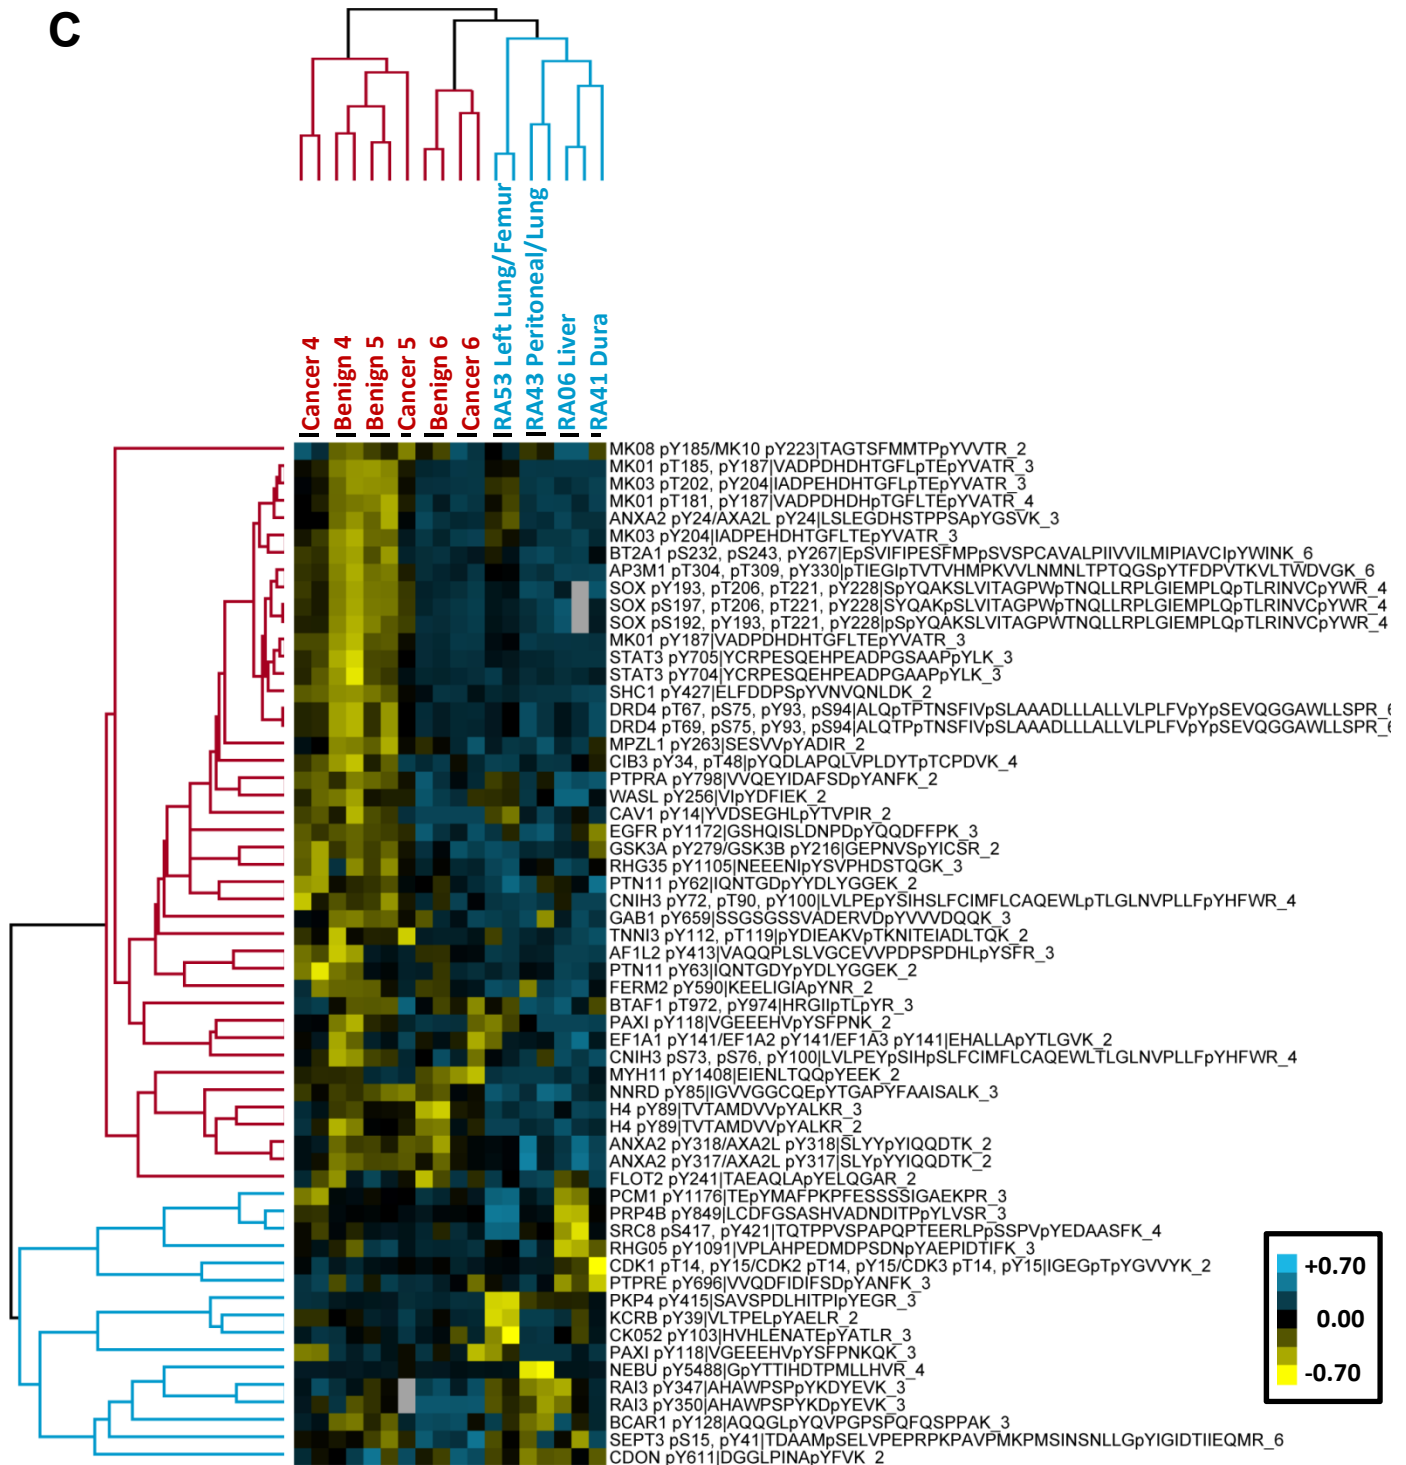 C
Cancer 4
Benign 4
Benign 5
Cancer 5
Benign 6
Cancer 6
RA53 Left Lung/Femur
RA43 Peritoneal/Lung
RA06 Liver
RA41 Dura
MK08 pY185/MK10 pY223|TAGTSFMMTPpYVVTR_2
MK01 pT185, pY187|VADPDHDHTGFLpTEpYVATR_3
MK03 pT202, pY204|IADPEHDHTGFLpTEpYVATR_3
MK01 pT181, pY187|VADPDHDHpTGFLTEpYVATR_4
ANXA2 pY24/AXA2L pY24|LSLEGDHSTPPSApYGSVK_3
MK03 pY204|IADPEHDHTGFLTEpYVATR_3
BT2A1 pS232, pS243, pY267|EpSVIFIPESFMPpSVSPCAVALPIIVVILMIPIAVCIpYWINK_6
AP3M1 pT304, pT309, pY330|pTIEGIpTVTVHMPKVVLNMNLTPTQGSpYTFDPVTKVLTWDVGK_6
SOX pY193, pT206, pT221, pY228|SpYQAKSLVITAGPWpTNQLLRPLGIEMPLQpTLRINVCpYWR_4
SOX pS197, pT206, pT221, pY228|SYQAKpSLVITAGPWpTNQLLRPLGIEMPLQpTLRINVCpYWR_4
SOX pS192, pY193, pT221, pY228|pSpYQAKSLVITAGPWTNQLLRPLGIEMPLQpTLRINVCpYWR_4
MK01 pY187|VADPDHDHTGFLTEpYVATR_3
STAT3 pY705|YCRPESQEHPEADPGSAAPpYLK_3
STAT3 pY704|YCRPESQEHPEADPGAAPpYLK_3
SHC1 pY427|ELFDDPSpYVNVQNLDK_2
DRD4 pT67, pS75, pY93, pS94|ALQpTPTNSFIVpSLAAADLLLALLVLPLFVpYpSEVQGGAWLLSPR_6
DRD4 pT69, pS75, pY93, pS94|ALQTPpTNSFIVpSLAAADLLLALLVLPLFVpYpSEVQGGAWLLSPR_6
MPZL1 pY263|SESVVpYADIR_2
CIB3 pY34, pT48|pYQDLAPQLVPLDYTpTCPDVK_4
PTPRA pY798|VVQEYIDAFSDpYANFK_2
WASL pY256|VIpYDFIEK_2
CAV1 pY14|YVDSEGHLpYTVPIR_2
EGFR pY1172|GSHQISLDNPDpYQQDFFPK_3
GSK3A pY279/GSK3B pY216|GEPNVSpYICSR_2
RHG35 pY1105|NEEENIpYSVPHDSTQGK_3
PTN11 pY62|IQNTGDpYYDLYGGEK_2
CNIH3 pY72, pT90, pY100|LVLPEpYSIHSLFCIMFLCAQEWLpTLGLNVPLLFpYHFWR_4
GAB1 pY659|SSGSGSSVADERVDpYVVVDQQK_3
TNNI3 pY112, pT119|pYDIEAKVpTKNITEIADLTQK_2
AF1L2 pY413|VAQQPLSLVGCEVVPDPSPDHLpYSFR_3
PTN11 pY63|IQNTGDYpYDLYGGEK_2
FERM2 pY590|KEELIGIApYNR_2
BTAF1 pT972, pY974|HRGIIpTLpYR_3
PAXI pY118|VGEEEHVpYSFPNK_2
EF1A1 pY141/EF1A2 pY141/EF1A3 pY141|EHALLApYTLGVK_2
CNIH3 pS73, pS76, pY100|LVLPEYpSIHpSLFCIMFLCAQEWLTLGLNVPLLFpYHFWR_4
MYH11 pY1408|EIENLTQQpYEEK_2
NNRD pY85|IGVVGGCQEpYTGAPYFAAISALK_3
H4 pY89|TVTAMDVVpYALKR_3
H4 pY89|TVTAMDVVpYALKR_2
ANXA2 pY318/AXA2L pY318|SLYYpYIQQDTK_2
ANXA2 pY317/AXA2L pY317|SLYpYYIQQDTK_2
FLOT2 pY241|TAEAQLApYELQGAR_2
PCM1 pY1176|TEpYMAFPKPFESSSSIGAEKPR_3
PRP4B pY849|LCDFGSASHVADNDITPpYLVSR_3
SRC8 pS417, pY421|TQTPPVSPAPQPTEERLPpSSPVpYEDAASFK_4
RHG05 pY1091|VPLAHPEDMDPSDNpYAEPIDTIFK_3
CDK1 pT14, pY15/CDK2 pT14, pY15/CDK3 pT14, pY15|IGEGpTpYGVVYK_2
PTPRE pY696|VVQDFIDIFSDpYANFK_3
PKP4 pY415|SAVSPDLHITPIpYEGR_3
KCRB pY39|VLTPELpYAELR_2
CK052 pY103|HVHLENATEpYATLR_3
PAXI pY118|VGEEEHVpYSFPNKQK_3
NEBU pY5488|GpYTTIHDTPMLLHVR_4
RAI3 pY347|AHAWPSPpYKDYEVK_3
RAI3 pY350|AHAWPSPYKDpYEVK_3
BCAR1 pY128|AQQGLpYQVPGPSPQFQSPPAK_3
SEPT3 pS15, pY41|TDAAMpSELVPEPRPKPAVPMKPMSINSNLLGpYIGIDTIIEQMR_6
CDON pY611|DGGLPINApYFVK_2
+0.70
0.00
-0.70